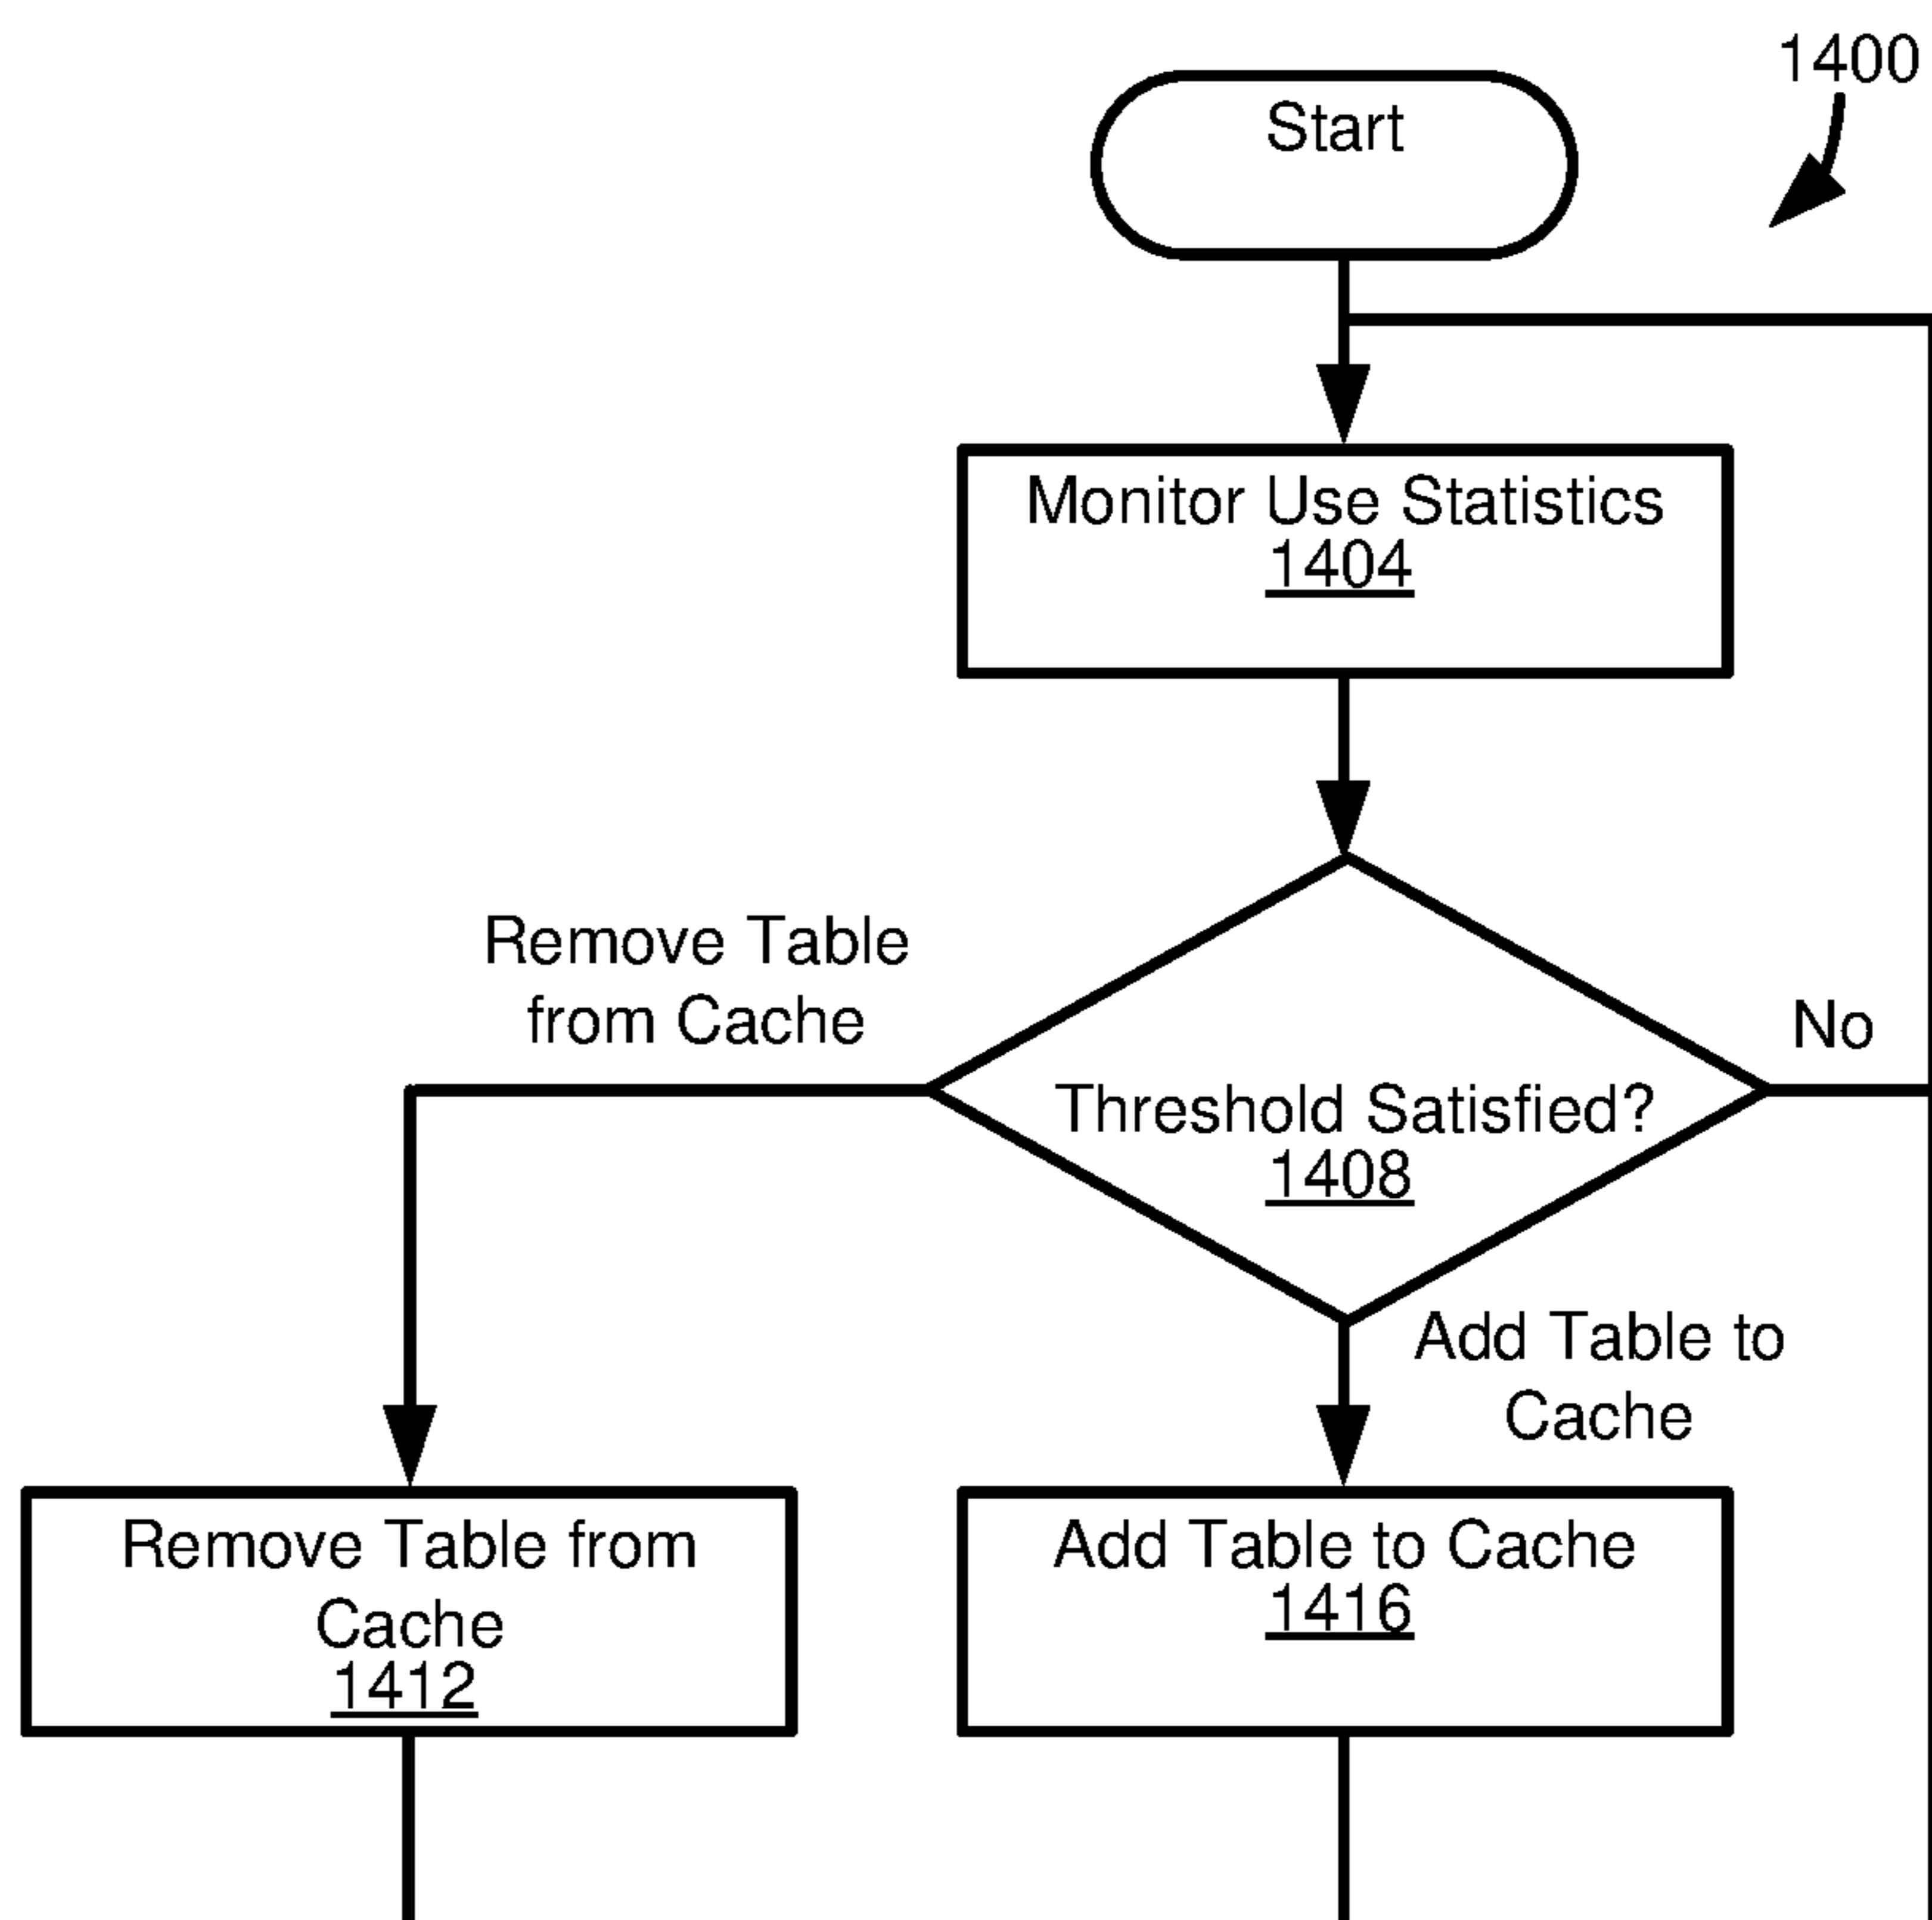 1400
Start
Monitor Use Statistics
1404
Remove Table
from Cache
No
Threshold Satisfied?
1408
Add Table to
Cache
Remove Table from
Cache
1412
Add Table to Cache
1416